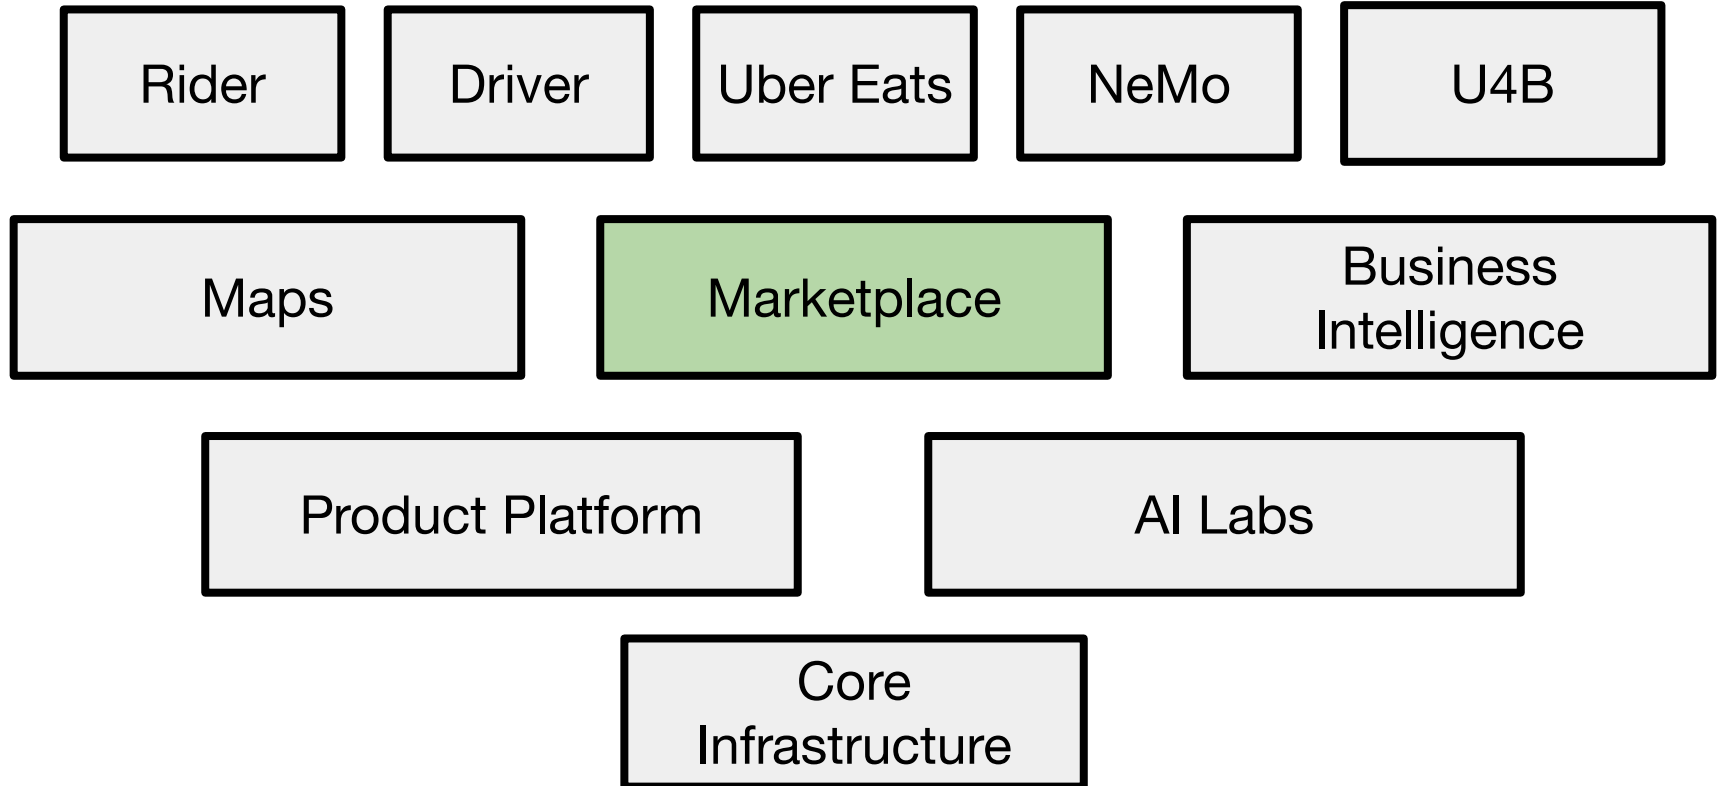 Rider
Driver
Uber Eats
NeMo
U4B
Maps
Marketplace
Business
Intelligence
Product Platform
AI Labs
Core
Infrastructure